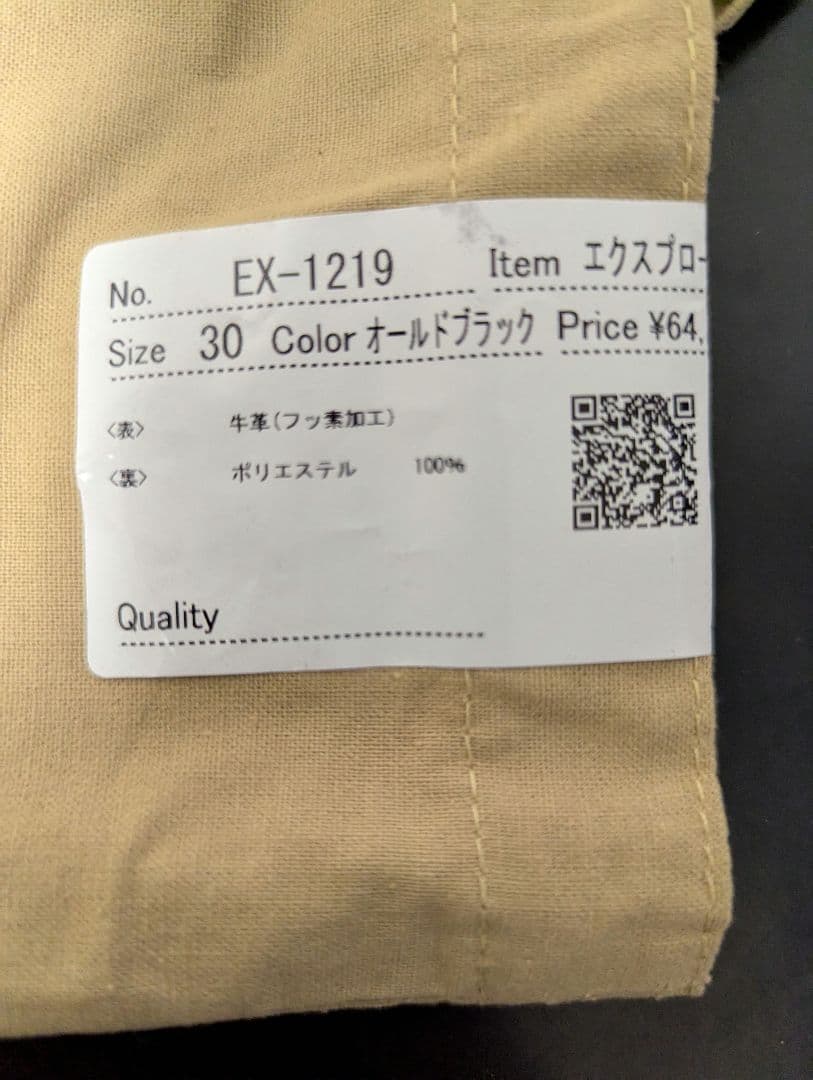 No. EX-1219 Item エクスプロー
Size 30 Color オールドブラック Price ¥64,
〈表〉 牛革(フッ素加工)
〈裏〉 ポリエステル 100%
Quality